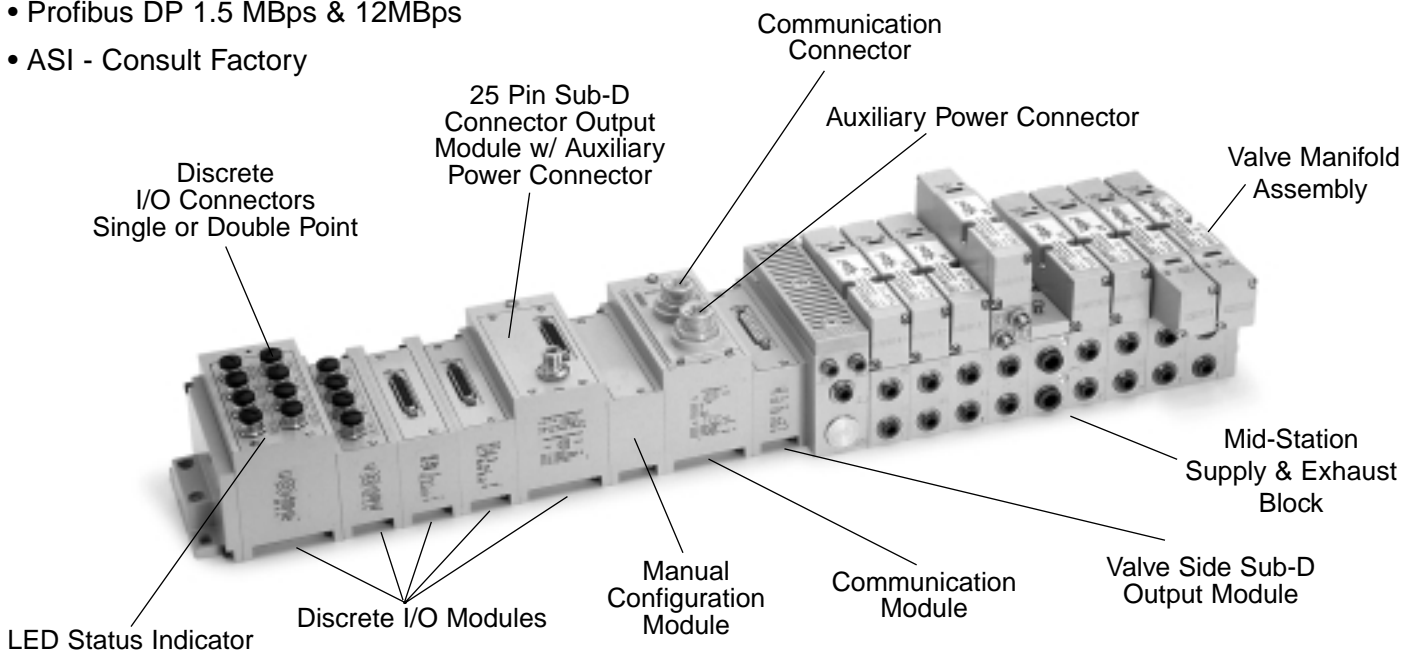 • Profibus DP 1.5 MBps & 12MBps
• ASI - Consult Factory
Communication
Connector
25 Pin Sub-D
Connector Output
Module w/ Auxiliary
Power Connector
Auxiliary Power Connector
Discrete
I/O Connectors
Single or Double Point
Valve Manifold
Assembly
Mid-Station
Supply & Exhaust
Block
Valve Side Sub-D
Output Module
Communication
Module
Manual
Configuration
Module
Discrete I/O Modules
LED Status Indicator